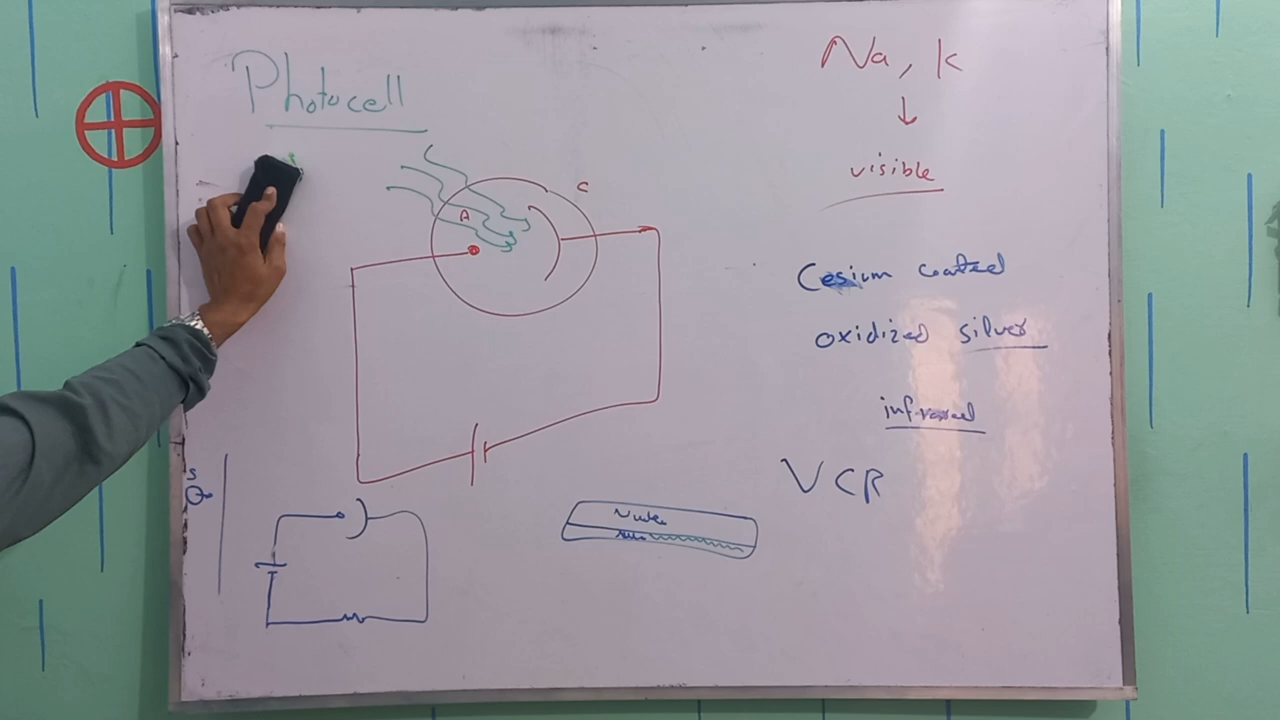 Photocell
Na, K
↓
visible
C
A
Cesium coated
oxidized silver
infrared
VCR
S